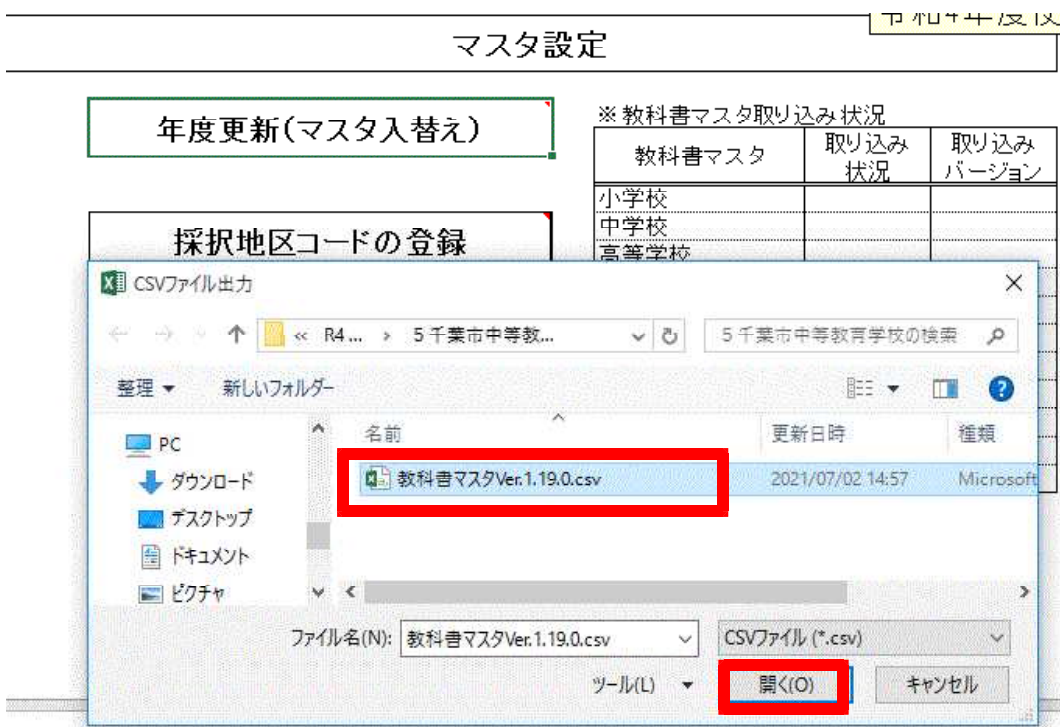 令和4年度使
マスタ設定
年度更新(マスタ入替え)
※教科書マスタ取り込み状況
教科書マスタ
取り込み
状況
取り込み
バージョン
小学校
中学校
高等学校
採択地区コードの登録
CSVファイル出力
« R4 ... › 5 千葉市中等教...
5 千葉市中等教育学校の検索
整理
新しいフォルダー
名前 更新日時 種類
PC
ダウンロード
デスクトップ
ドキュメント
ピクチャ
教科書マスタVer.1.19.0.csv 2021/07/02 14:57 Microsoft
ファイル名(N): 教科書マスタVer.1.19.0.csv CSVファイル (*.csv)
ツール(L) 開く(O) キャンセル